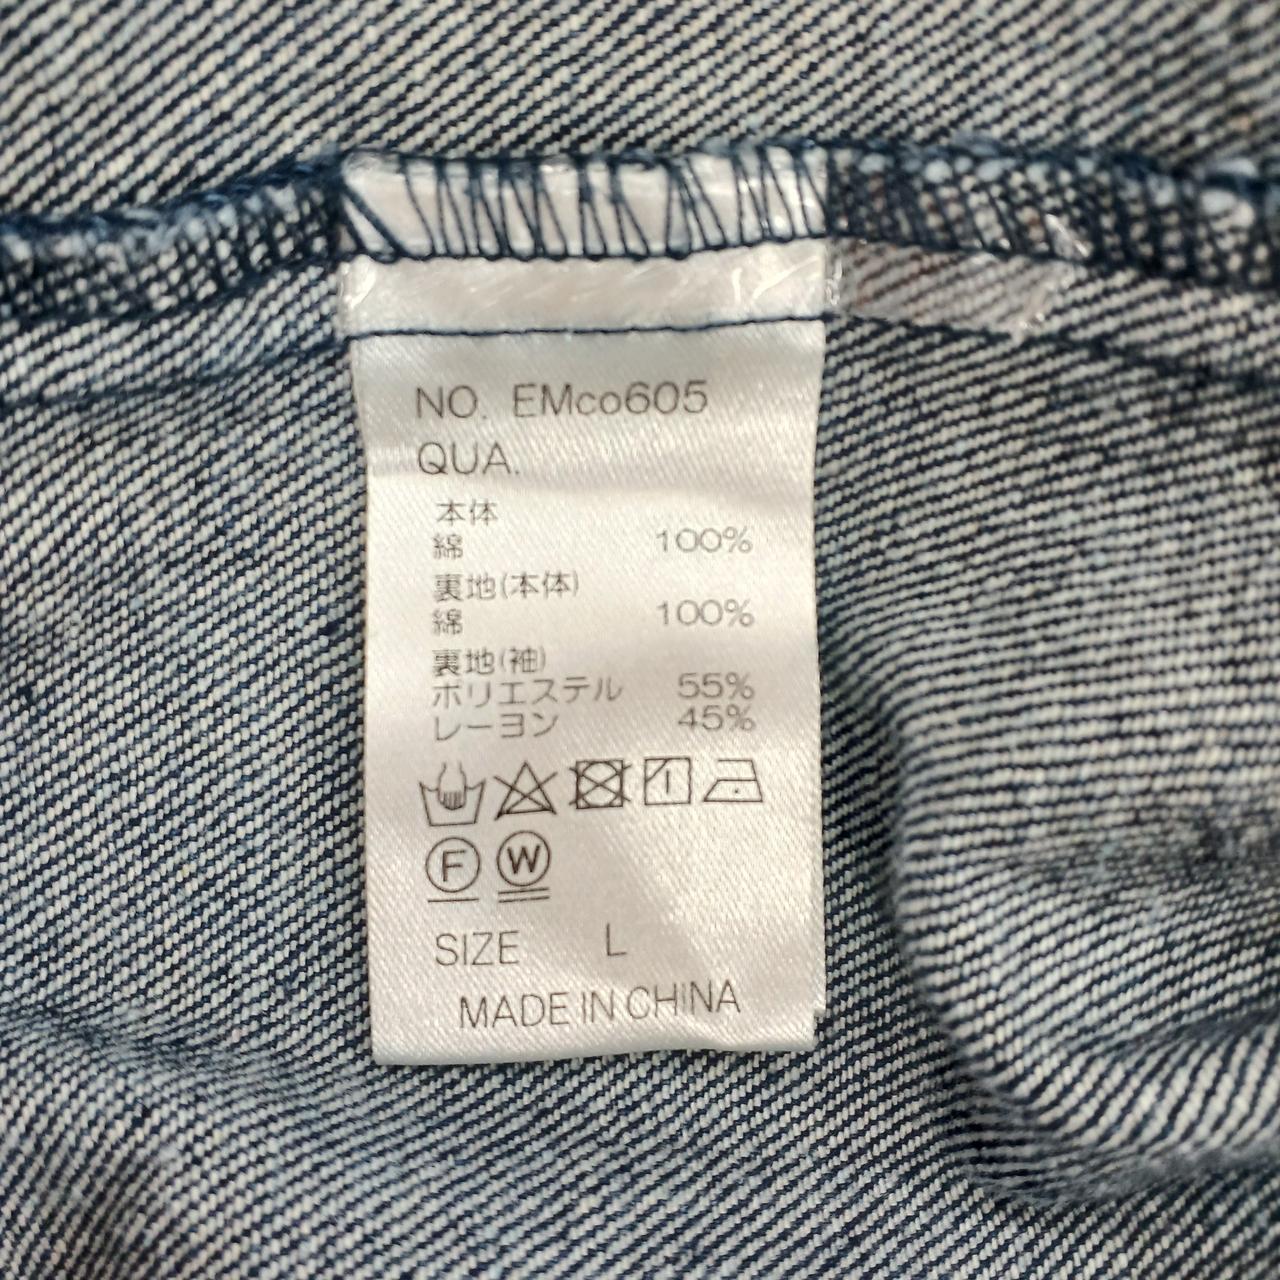 NO. EMco605
QUA.
本体
綿 100%
裏地(本体)
綿 100%
裏地(袖)
ポリエステル 55%
レーヨン 45%
F W
SIZE L
MADE IN CHINA